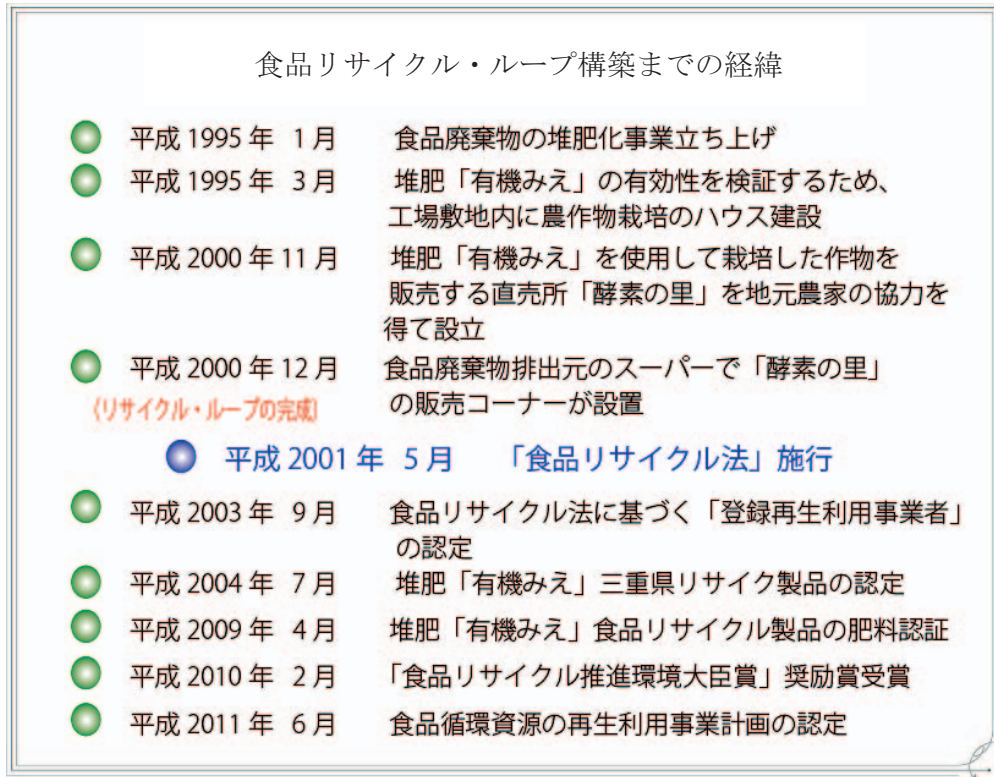 食品リサイクル・ループ構築までの経緯
平成 1995 年 1 月 食品廃棄物の堆肥化事業立ち上げ
平成 1995 年 3 月 堆肥「有機みえ」の有効性を検証するため、
工場敷地内に農作物栽培のハウス建設
平成 2000 年 11 月 堆肥「有機みえ」を使用して栽培した作物を
販売する直売所「酵素の里」を地元農家の協力を
得て設立
平成 2000 年 12 月 食品廃棄物排出元のスーパーで「酵素の里」
(リサイクル・ループの完成) の販売コーナーが設置
平成 2001 年 5 月 「食品リサイクル法」施行
平成 2003 年 9 月 食品リサイクル法に基づく「登録再生利用事業者」
の認定
平成 2004 年 7 月 堆肥「有機みえ」三重県リサイク製品の認定
平成 2009 年 4 月 堆肥「有機みえ」食品リサイクル製品の肥料認証
平成 2010 年 2 月 「食品リサイクル推進環境大臣賞」奨励賞受賞
平成 2011 年 6 月 食品循環資源の再生利用事業計画の認定